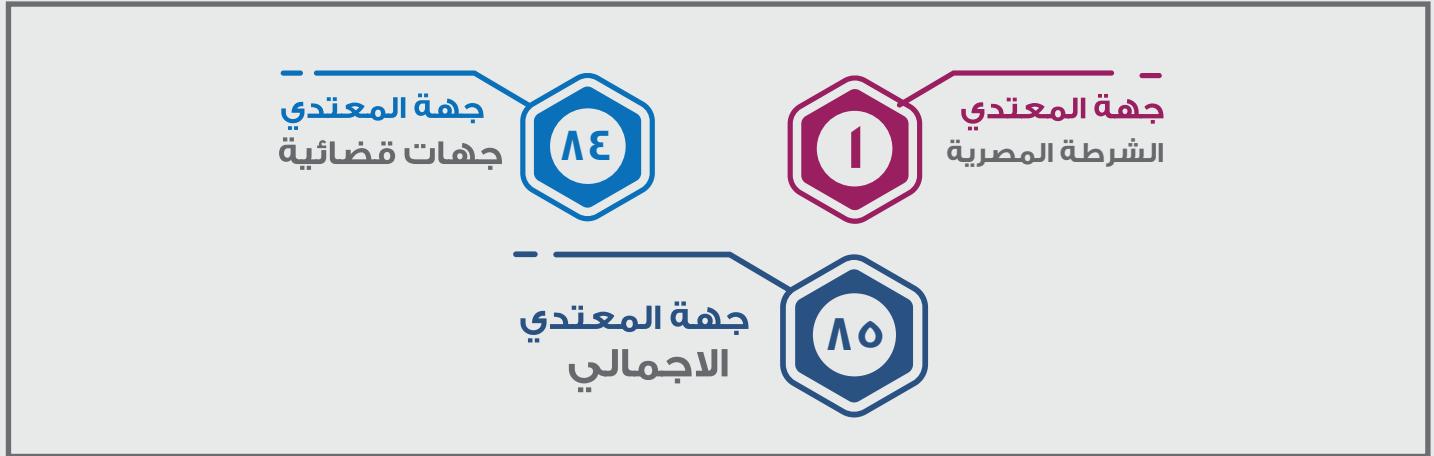 جهة المعتدي
الشرطة المصرية
١
جهة المعتدي
جهات قضائية
٨٤
جهة المعتدي
الاجمالي
٨٥